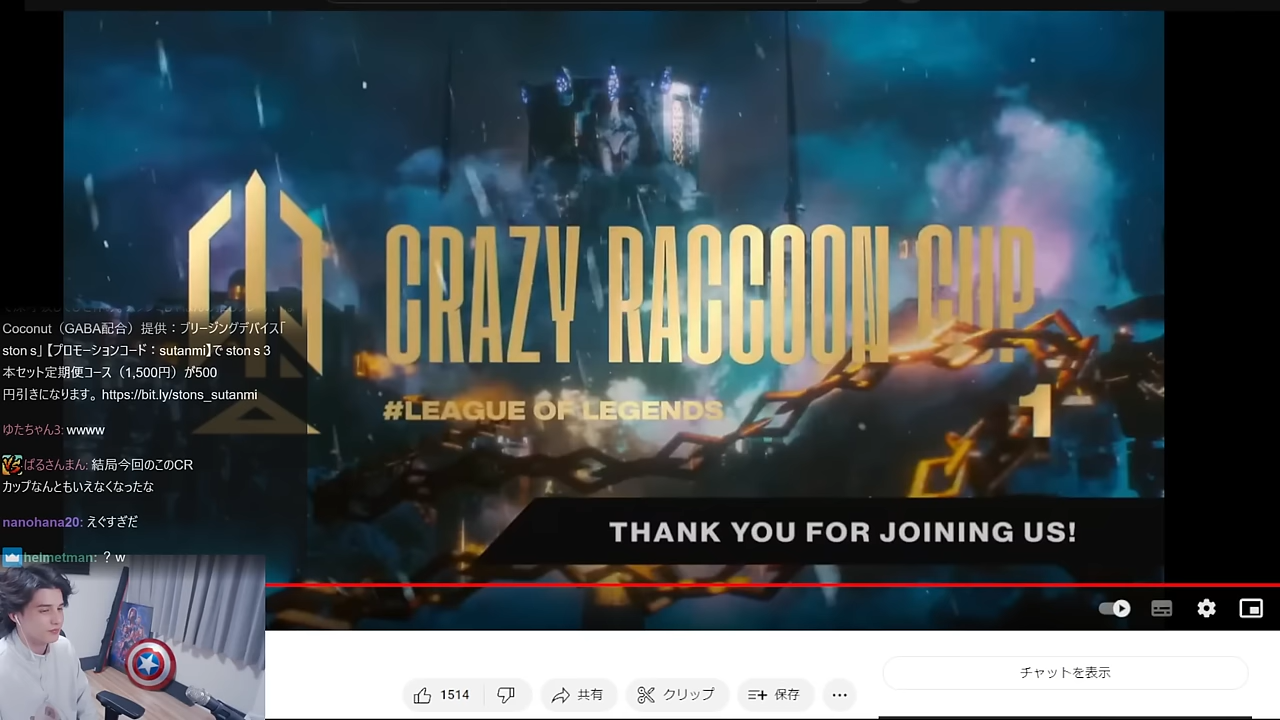 CRAZY RACCOON CUP
#LEAGUE OF LEGENDS
1
THANK YOU FOR JOINING US!
Coconut（GABA配合）提供：ブリージングデバイス「
ston s」【プロモーションコード：sutanmi】で ston s 3
本セット定期便コース（1,500円）が500
円引きになります。https://bit.ly/stons_sutanmi
ゆたちゃん3: wwww
ぱるさんまん: 結局今回のこのCR
カップなんともいえなくなったな
nanohana20: えぐすぎだ
helmetman: ？w
1514
共有
クリップ
保存
チャットを表示